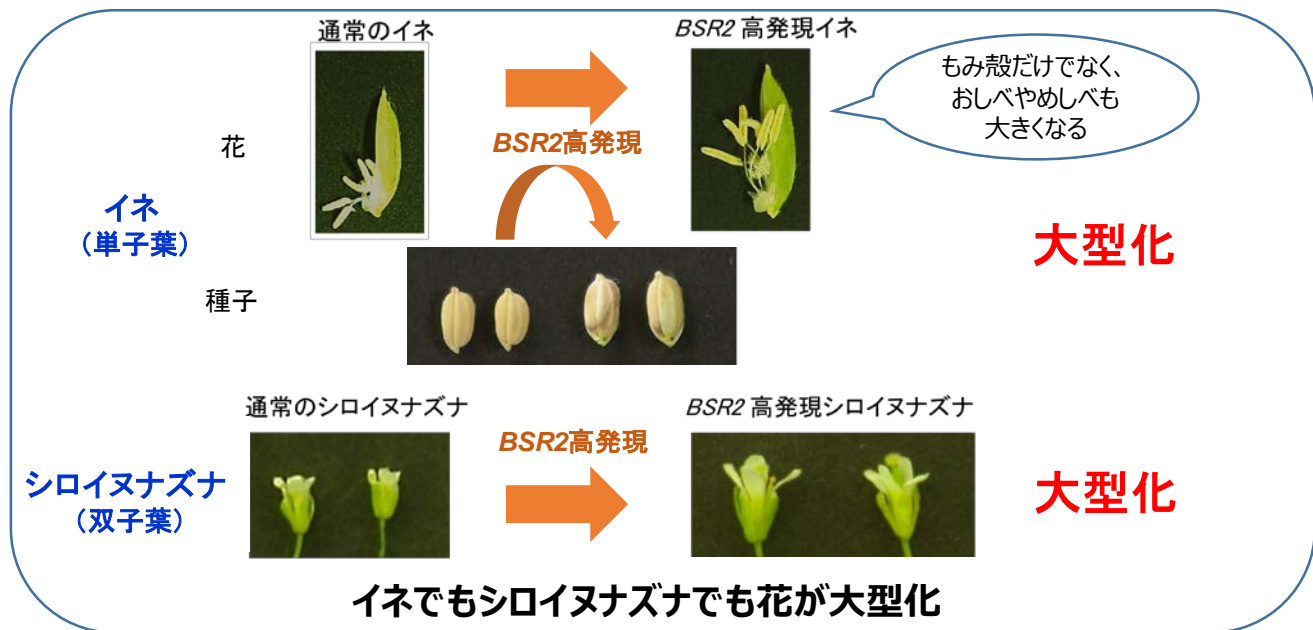 通常のイネ
BSR2 高発現イネ
もみ殻だけでなく、
おしべやめしべも
大きくなる
花
BSR2高発現
イネ
（単子葉）
大型化
種子
通常のシロイヌナズナ
BSR2 高発現シロイヌナズナ
BSR2高発現
シロイヌナズナ
（双子葉）
大型化
イネでもシロイヌナズナでも花が大型化